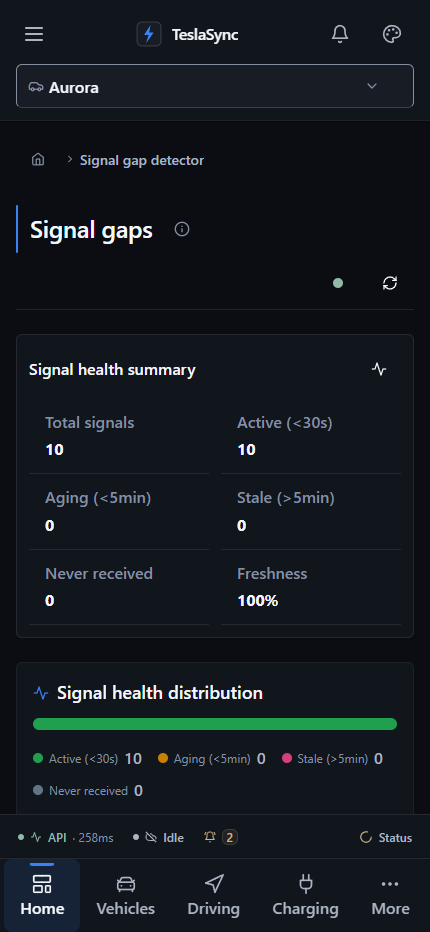 TeslaSync
Aurora
Signal gap detector
Signal gaps
Signal health summary
Total signals
10
Active (<30s)
10
Aging (<5min)
0
Stale (>5min)
0
Never received
0
Freshness
100%
Signal health distribution
Active (<30s) 10 Aging (<5min) 0 Stale (>5min) 0
Never received 0
API · 258ms Idle 2 Status
Home Vehicles Driving Charging More